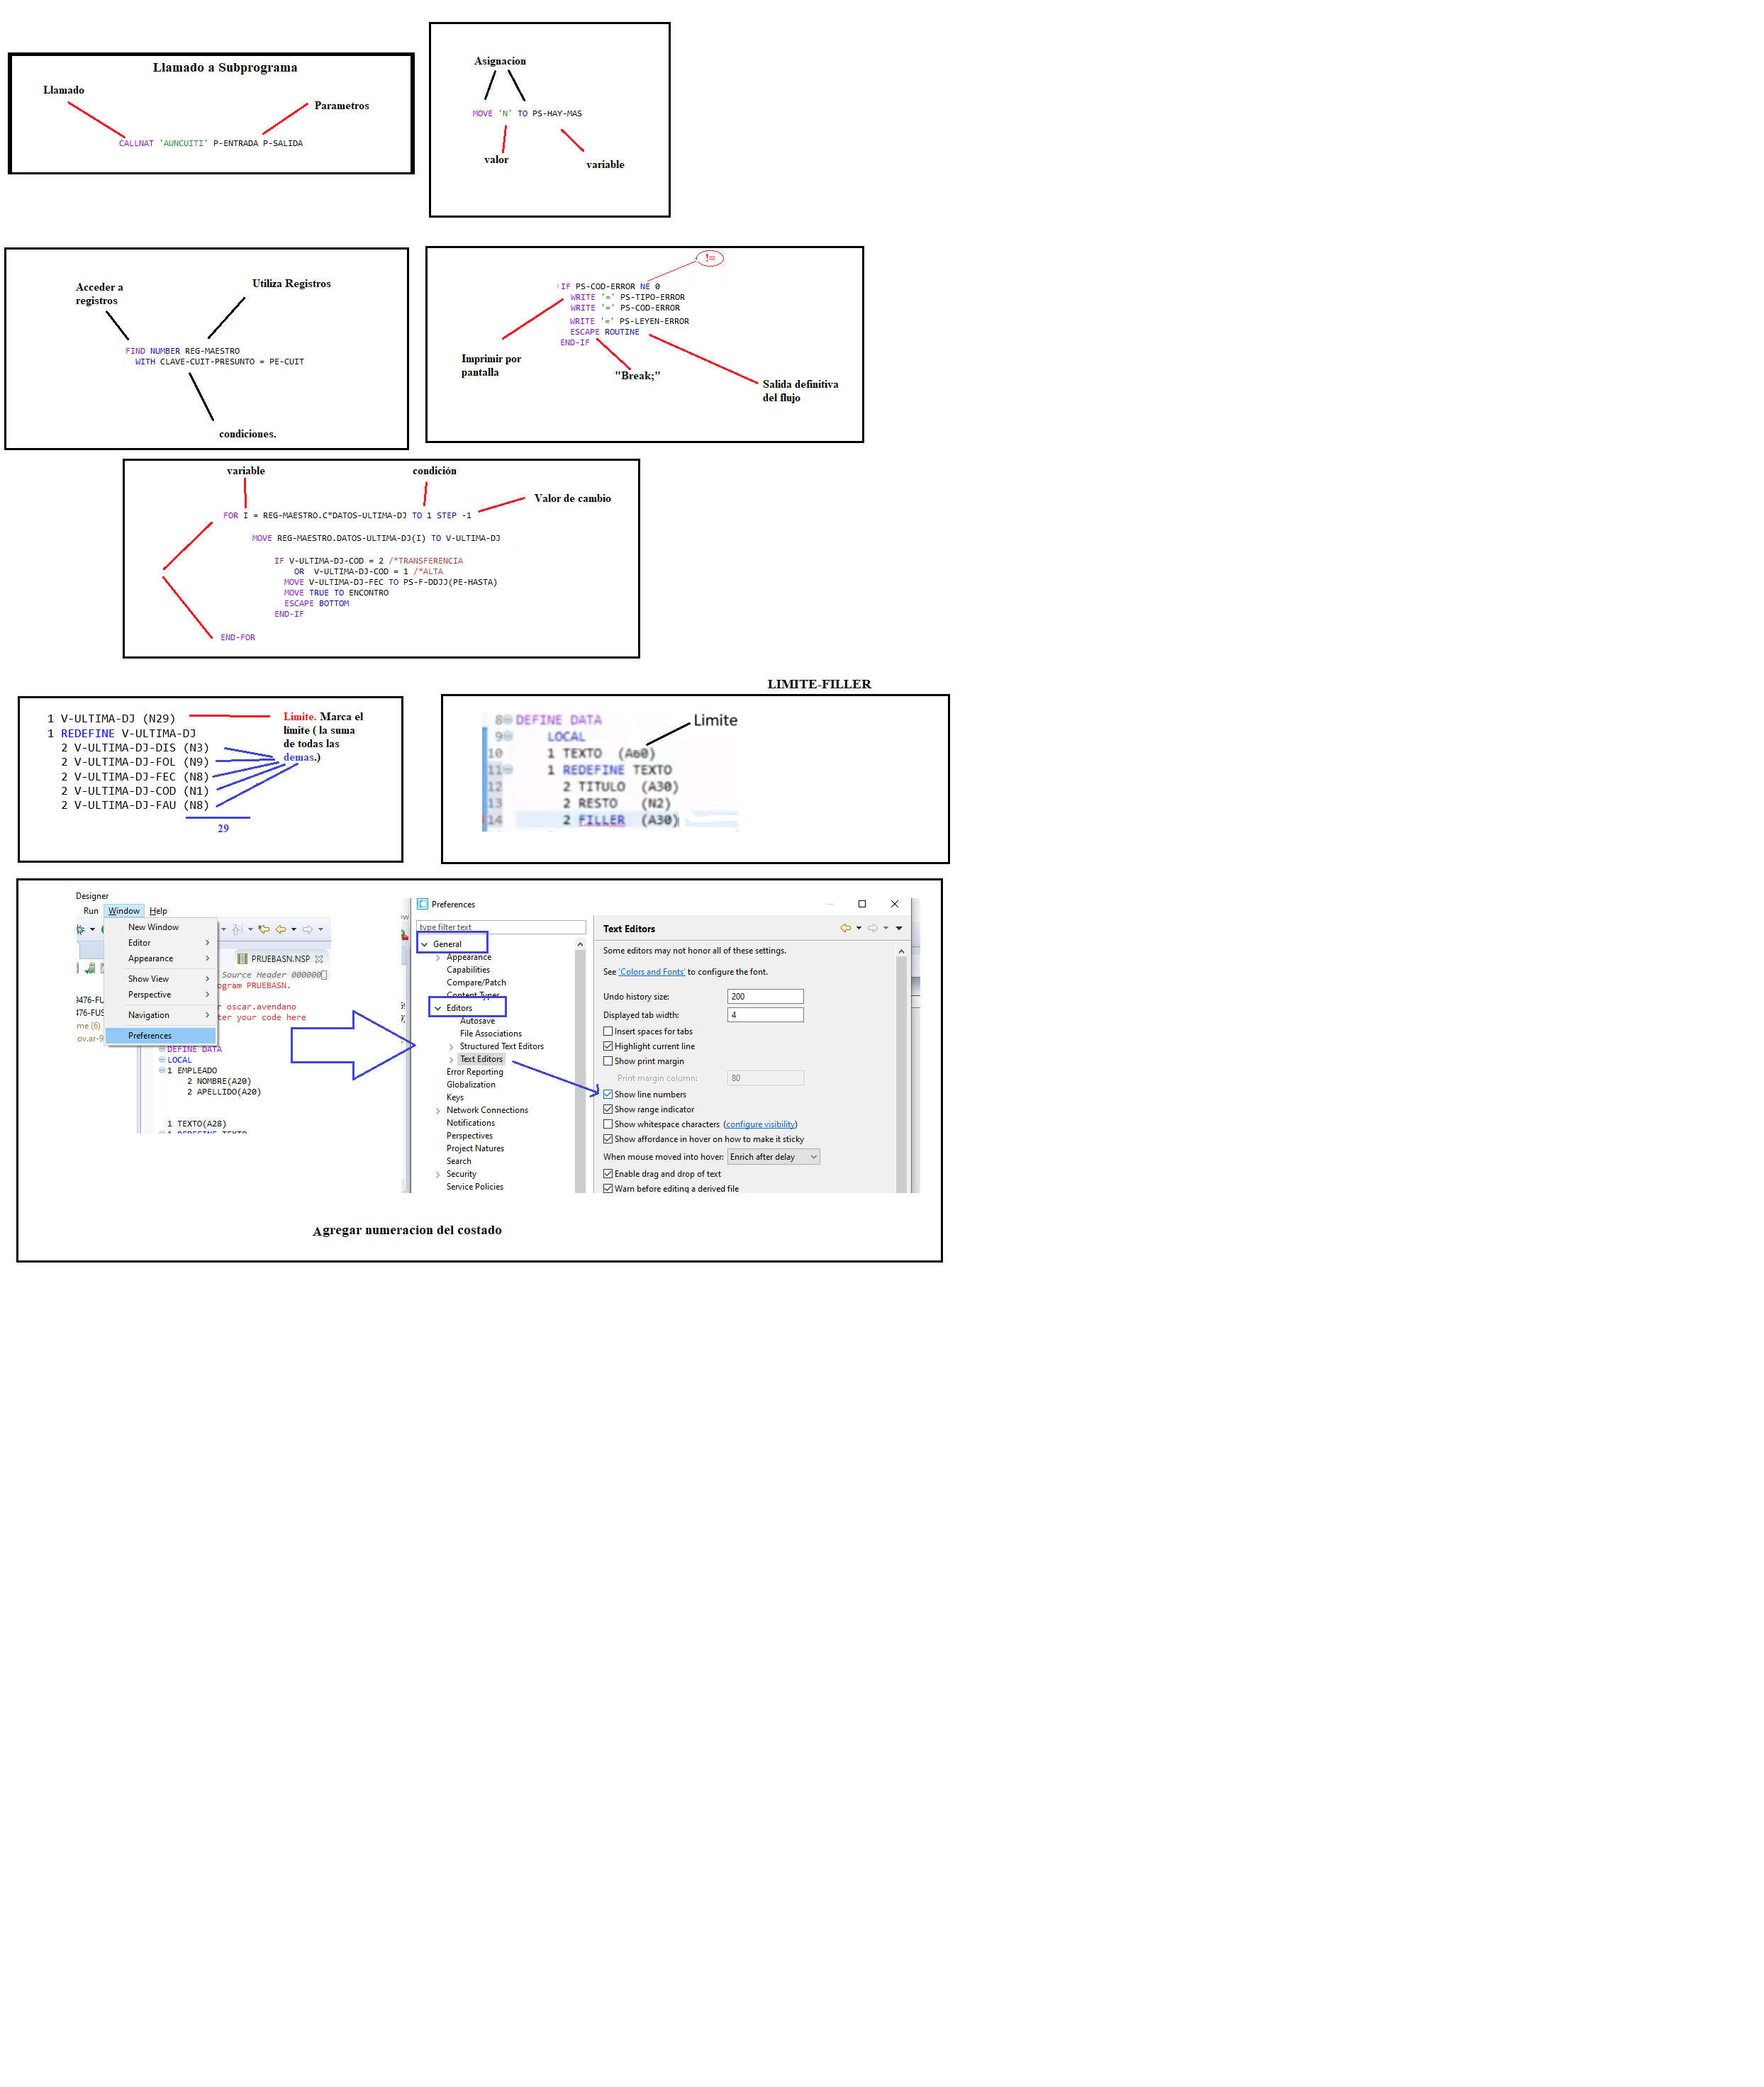 Llamado a Subprograma
Llamado
Parametros
CALLNAT 'AUNCUITI' P-ENTRADA P-SALIDA
Asignacion
MOVE 'N' TO PS-HAY-MAS
valor
variable
Acceder a
registros
Utiliza Registros
FIND NUMBER REG-MAESTRO
WITH CLAVE-CUIT-PRESUNTO = PE-CUIT
condiciones.
!=
IF PS-COD-ERROR NE 0
WRITE '=' PS-TIPO-ERROR
WRITE '=' PS-COD-ERROR
WRITE '=' PS-LEYEN-ERROR
ESCAPE ROUTINE
END-IF
Imprimir por
pantalla
"Break;"
Salida definitiva
del flujo
variable
condición
Valor de cambio
FOR I = REG-MAESTRO.C*DATOS-ULTIMA-DJ TO 1 STEP -1
MOVE REG-MAESTRO.DATOS-ULTIMA-DJ(I) TO V-ULTIMA-DJ
IF V-ULTIMA-DJ-COD = 2 /*TRANSFERENCIA
OR V-ULTIMA-DJ-COD = 1 /*ALTA
MOVE V-ULTIMA-DJ-FEC TO PS-F-DDJJ(PE-HASTA)
MOVE TRUE TO ENCONTRO
ESCAPE BOTTOM
END-IF
END-FOR
1 V-ULTIMA-DJ (N29)
1 REDEFINE V-ULTIMA-DJ
2 V-ULTIMA-DJ-DIS (N3)
2 V-ULTIMA-DJ-FOL (N9)
2 V-ULTIMA-DJ-FEC (N8)
2 V-ULTIMA-DJ-COD (N1)
2 V-ULTIMA-DJ-FAU (N8)
29
Limite. Marca el
límite ( la suma
de todas las
demas.)
LIMITE-FILLER
8 DEFINE DATA
9 LOCAL
10 1 TEXTO (A60)
11 1 REDEFINE TEXTO
12 2 TITULO (A30)
13 2 RESTO (N2)
14 2 FILLER (A30)
Limite
Designer
Run Window Help
New Window
Editor
Appearance
Show View
Perspective
Navigation
Preferences
PRUEBASN.NSP
Source Header 000000
ogram PRUEBASN.
r oscar.avendano
ter your code here
9476-FU
476-FUS
me (6)
ov.ar-9
DEFINE DATA
LOCAL
1 EMPLEADO
2 NOMBRE(A20)
2 APELLIDO(A20)
1 TEXTO(A28)
1 REDEFINE TEXTO
Preferences
type filter text
General
Appearance
Capabilities
Compare/Patch
Content Types
Editors
Autosave
File Associations
Structured Text Editors
Text Editors
Error Reporting
Globalization
Keys
Network Connections
Notifications
Perspectives
Project Natures
Search
Security
Service Policies
Text Editors
Some editors may not honor all of these settings.
See 'Colors and Fonts' to configure the font.
Undo history size: 200
Displayed tab width: 4
Insert spaces for tabs
Highlight current line
Show print margin
Print margin column: 80
Show line numbers
Show range indicator
Show whitespace characters (configure visibility)
Show affordance in hover on how to make it sticky
When mouse moved into hover: Enrich after delay
Enable drag and drop of text
Warn before editing a derived file
Agregar numeracion del costado